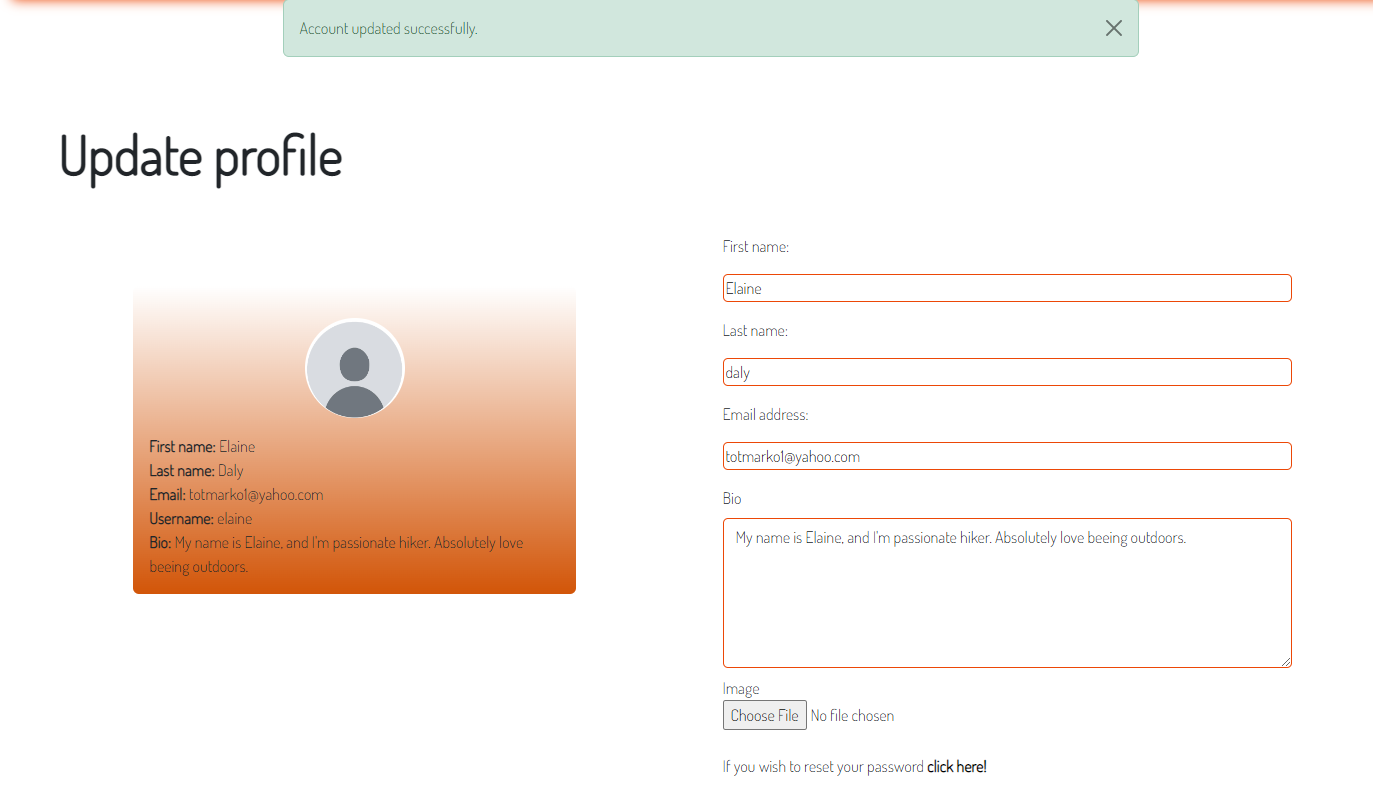 Account updated successfully.
Update profile
First name: Elaine
Last name: Daly
Email: totmarko1@yahoo.com
Username: elaine
Bio: My name is Elaine, and I'm passionate hiker. Absolutely love
beeing outdoors.
First name:
Elaine
Last name:
daly
Email address:
totmarko1@yahoo.com
Bio
My name is Elaine, and I'm passionate hiker. Absolutely love beeing outdoors.
Image
Choose File No file chosen
If you wish to reset your password click here!